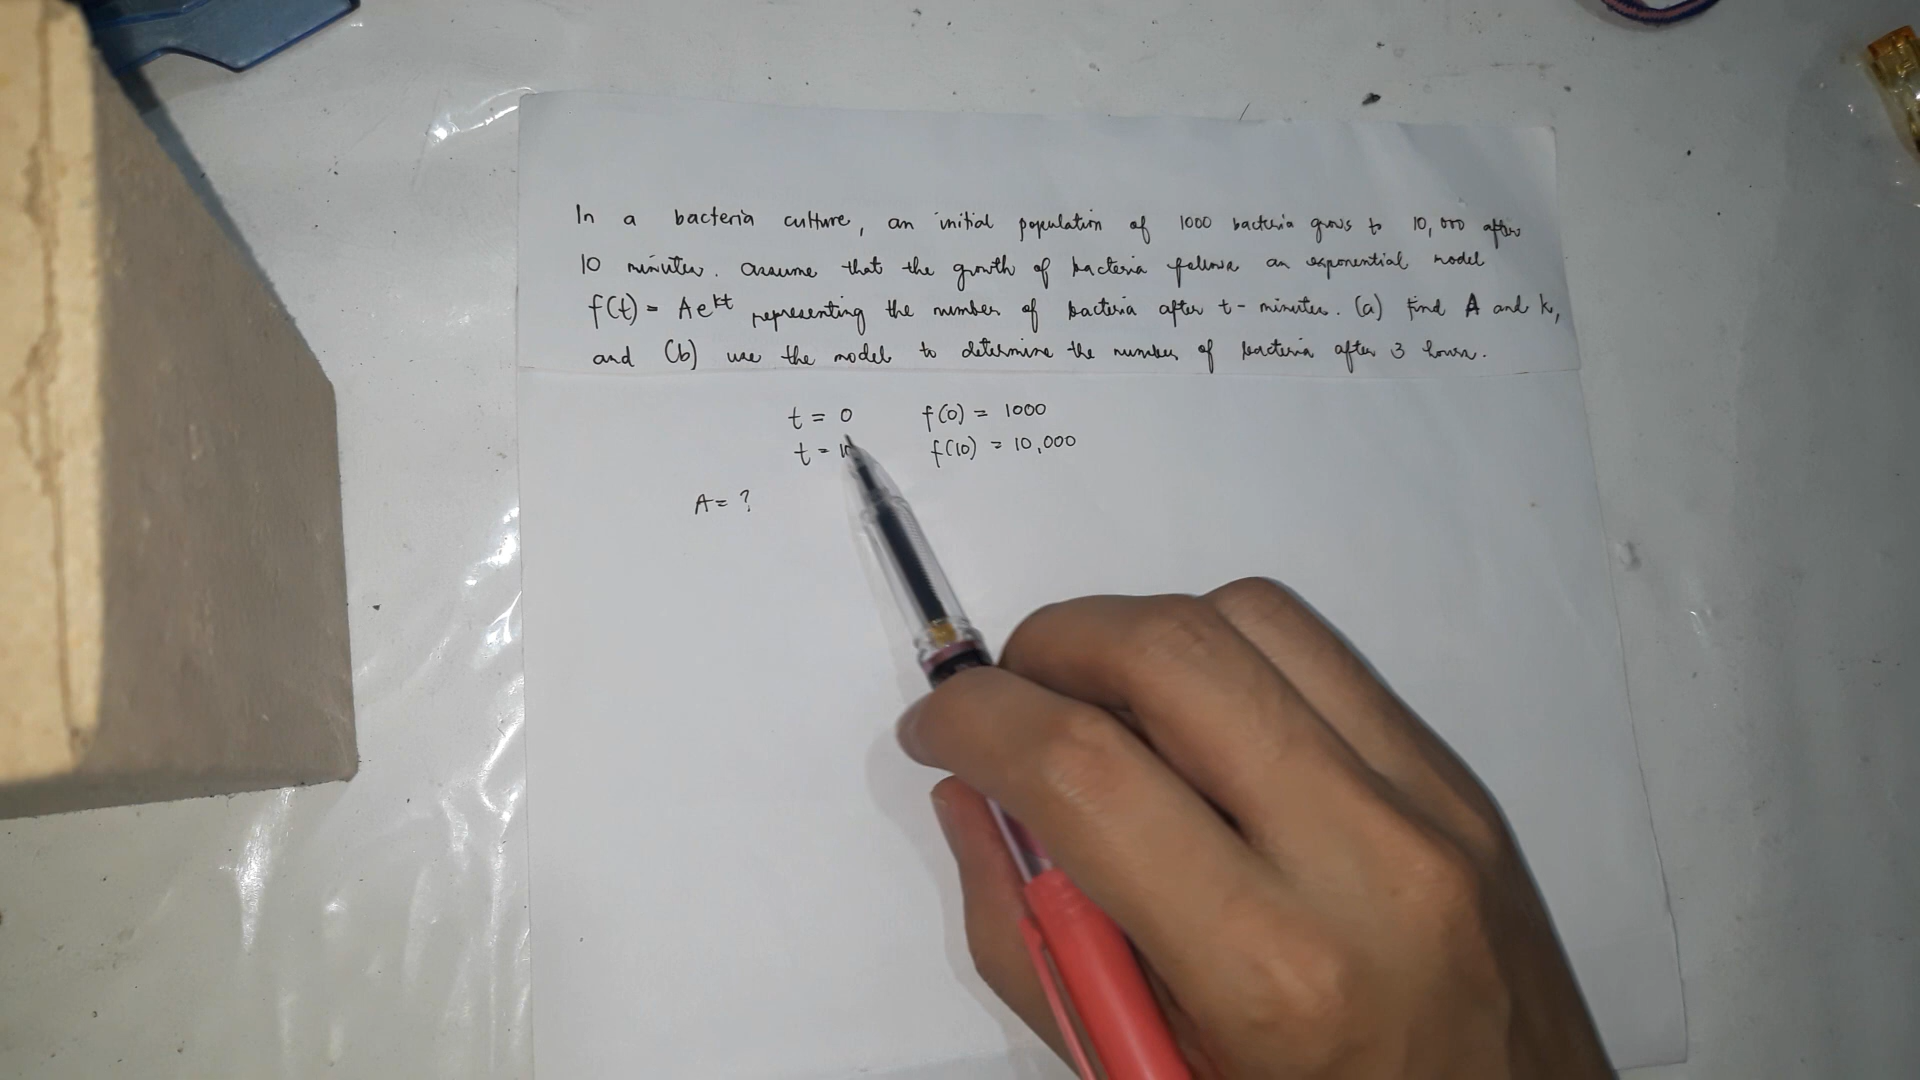 In a bacteria culture, an initial population of 1000 bacteria grows to 10,000 after
10 minutes. Assume that the growth of bacteria follows an exponential model
f(t) = Ae^kt representing the number of bacteria after t - minutes. (a) Find A and k,
and (b) use the model to determine the number of bacteria after 3 hours.
t = 0 f(0) = 1000
t = 10 f(10) = 10,000
A = ?